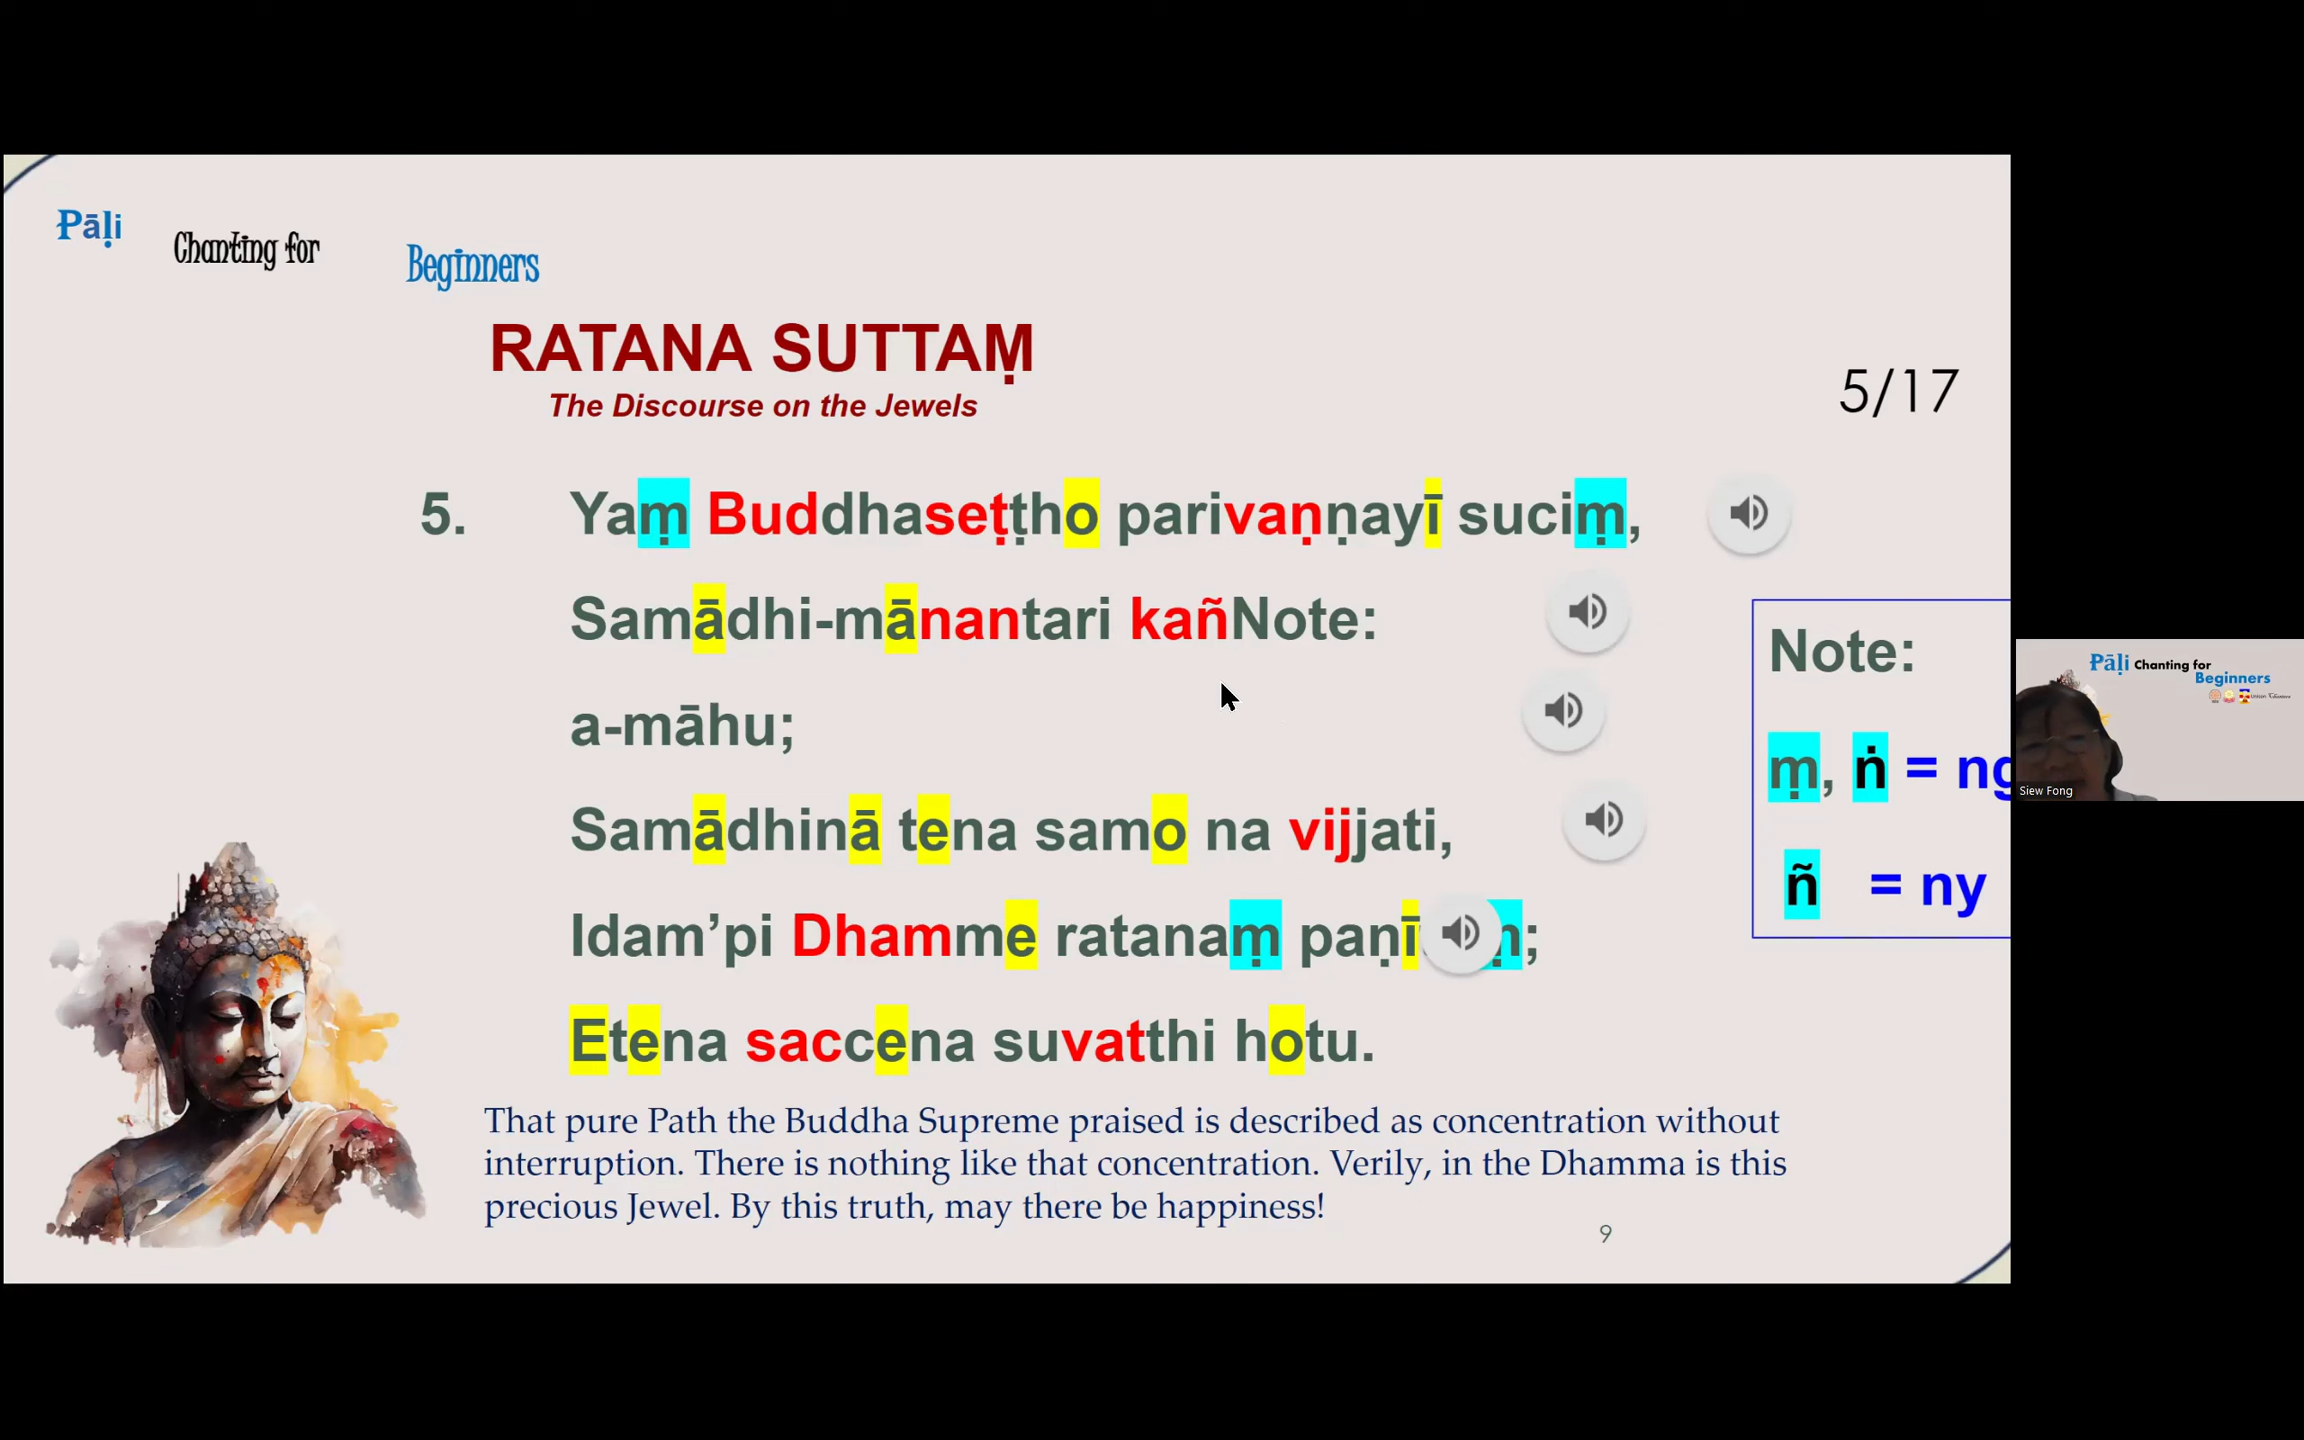 Pāḷi Chanting for Beginners
RATANA SUTTAṂ
The Discourse on the Jewels
5/17
5. Yaṃ Buddhaseṭṭho parivaṇṇayī suciṃ,
Samādhi-mānantari kañNote:
a-māhu;
Samādhinā tena samo na vijjati,
Idam’pi Dhamme ratanaṃ
Etena saccena suvatthi hotu.
That pure Path the Buddha Supreme praised is described as concentration without
interruption. There is nothing like that concentration. Verily, in the Dhamma is this
precious Jewel. By this truth, may there be happiness!
9
Note:
ṃ, ṅ = ng
ñ = ny
Pāḷi Chanting for
Beginners
Siew Fong